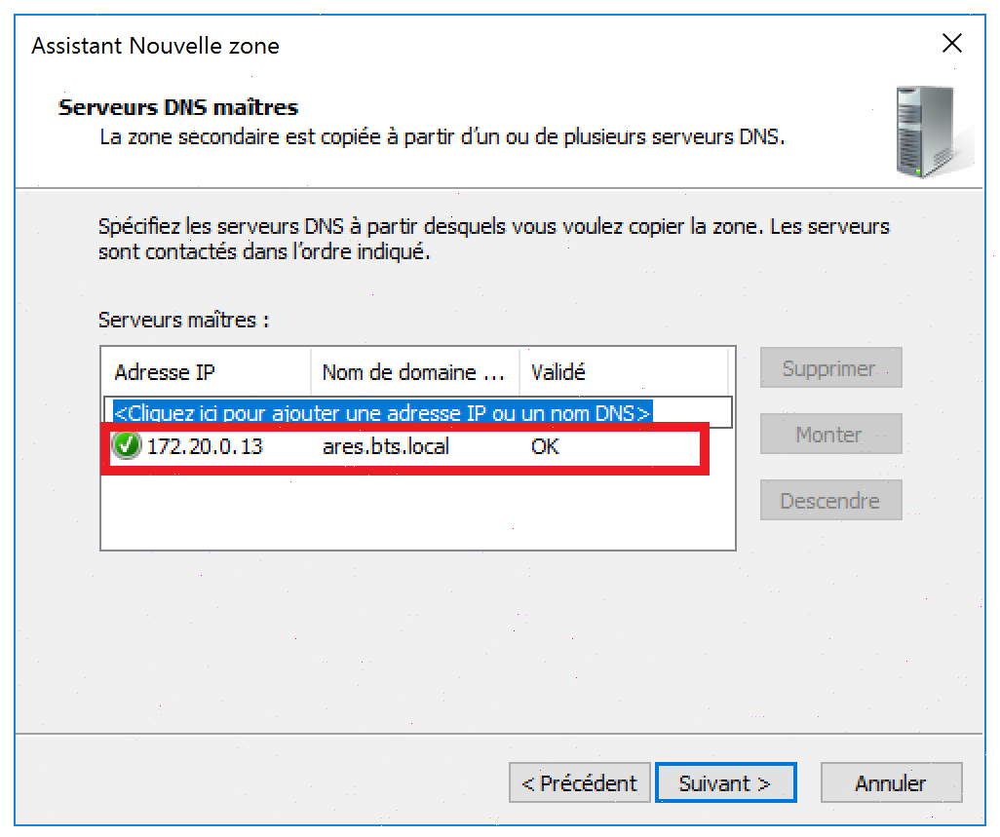 Assistant Nouvelle zone
Serveurs DNS maîtres
La zone secondaire est copiée à partir d'un ou de plusieurs serveurs DNS.
Spécifiez les serveurs DNS à partir desquels vous voulez copier la zone. Les serveurs
sont contactés dans l'ordre indiqué.
Serveurs maîtres :
Adresse IP Nom de domaine ... Validé
<Cliquez ici pour ajouter une adresse IP ou un nom DNS>
172.20.0.13 ares.bts.local OK
Supprimer
Monter
Descendre
< Précédent Suivant > Annuler